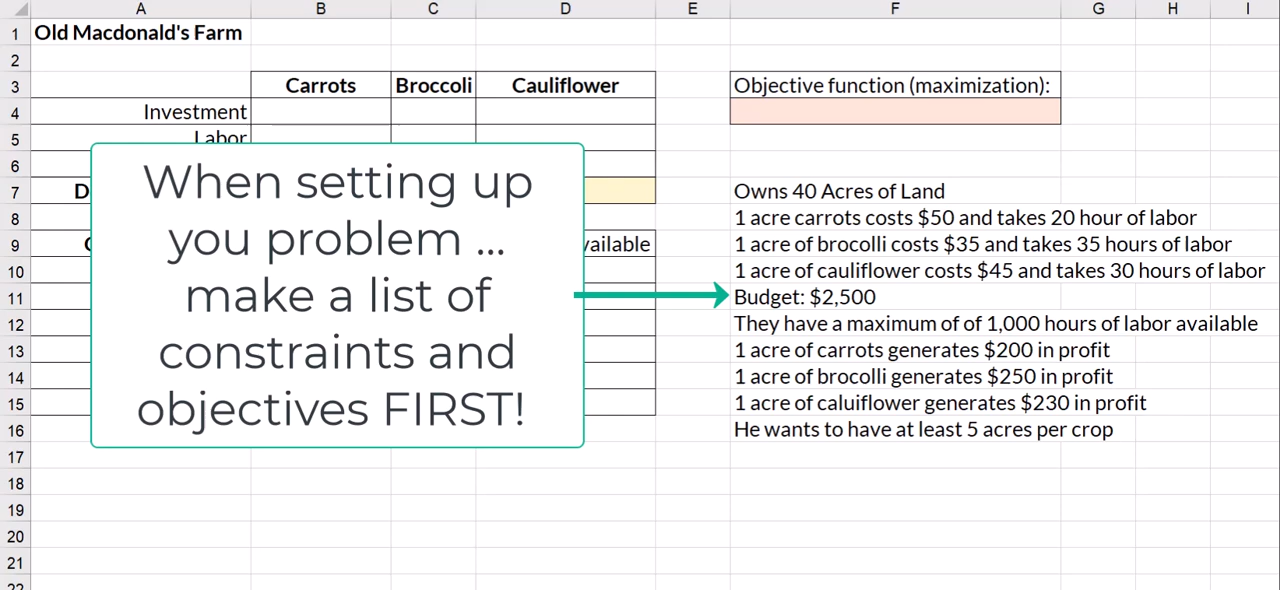 A B C D E F G H I
1 Old Macdonald's Farm
2
3 Carrots Broccoli Cauliflower Objective function (maximization):
4 Investment
5 Labor
6
7 D Owns 40 Acres of Land
8 1 acre carrots costs $50 and takes 20 hour of labor
9 vailable 1 acre of brocolli costs $35 and takes 35 hours of labor
10 1 acre of cauliflower costs $45 and takes 30 hours of labor
11 Budget: $2,500
12 They have a maximum of of 1,000 hours of labor available
13 1 acre of carrots generates $200 in profit
14 1 acre of brocolli generates $250 in profit
15 1 acre of caluiflower generates $230 in profit
16 He wants to have at least 5 acres per crop
17
18
19
20
21
22
When setting up
you problem ...
make a list of
constraints and
objectives FIRST!